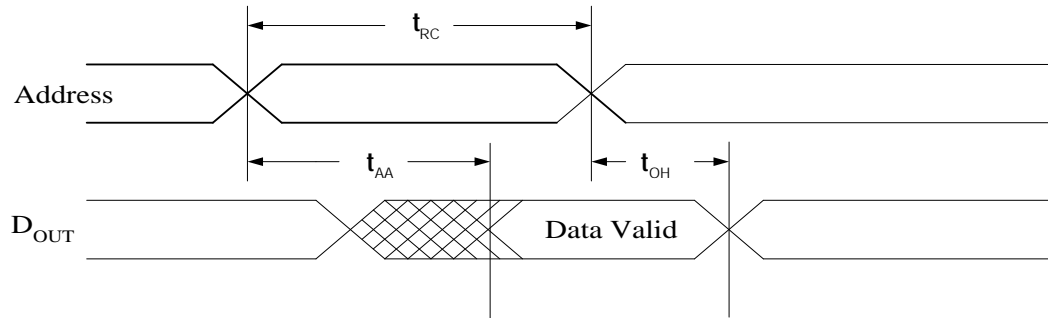 tRC
Address
tAA
tOH
DOUT
Data Valid